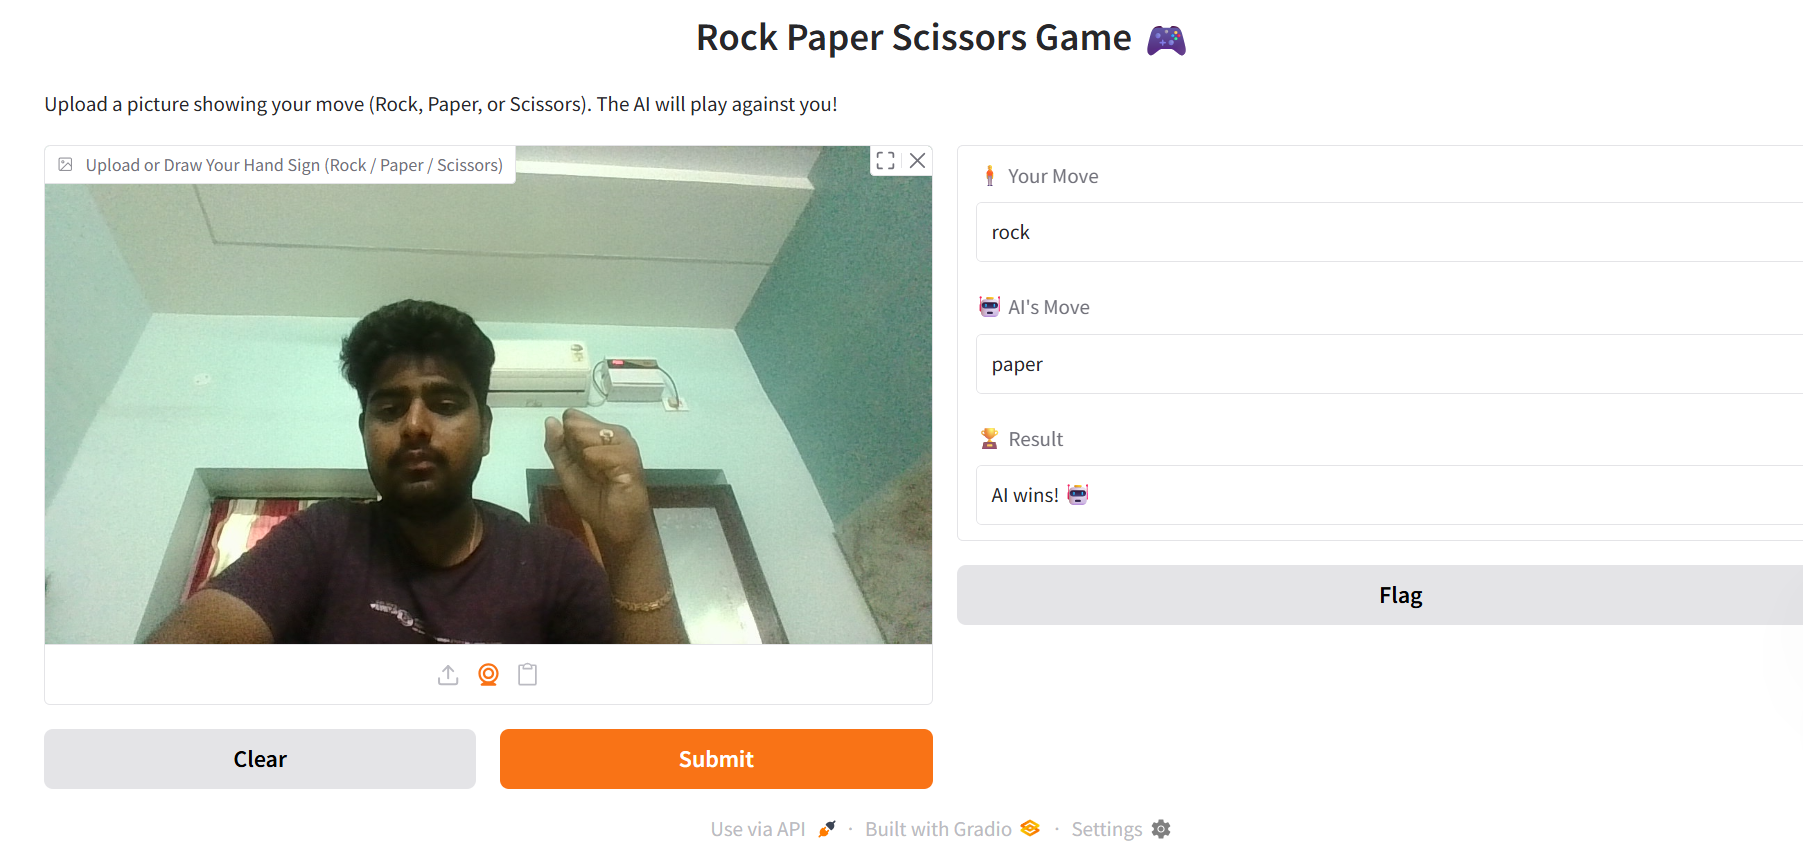 Rock Paper Scissors Game 🎮
Upload a picture showing your move (Rock, Paper, or Scissors). The AI will play against you!
Upload or Draw Your Hand Sign (Rock / Paper / Scissors)
🧍 Your Move
rock
🤖 AI's Move
paper
🏆 Result
AI wins! 🤖
Flag
Clear
Submit
Use via API 🚀 · Built with Gradio · Settings ⚙️